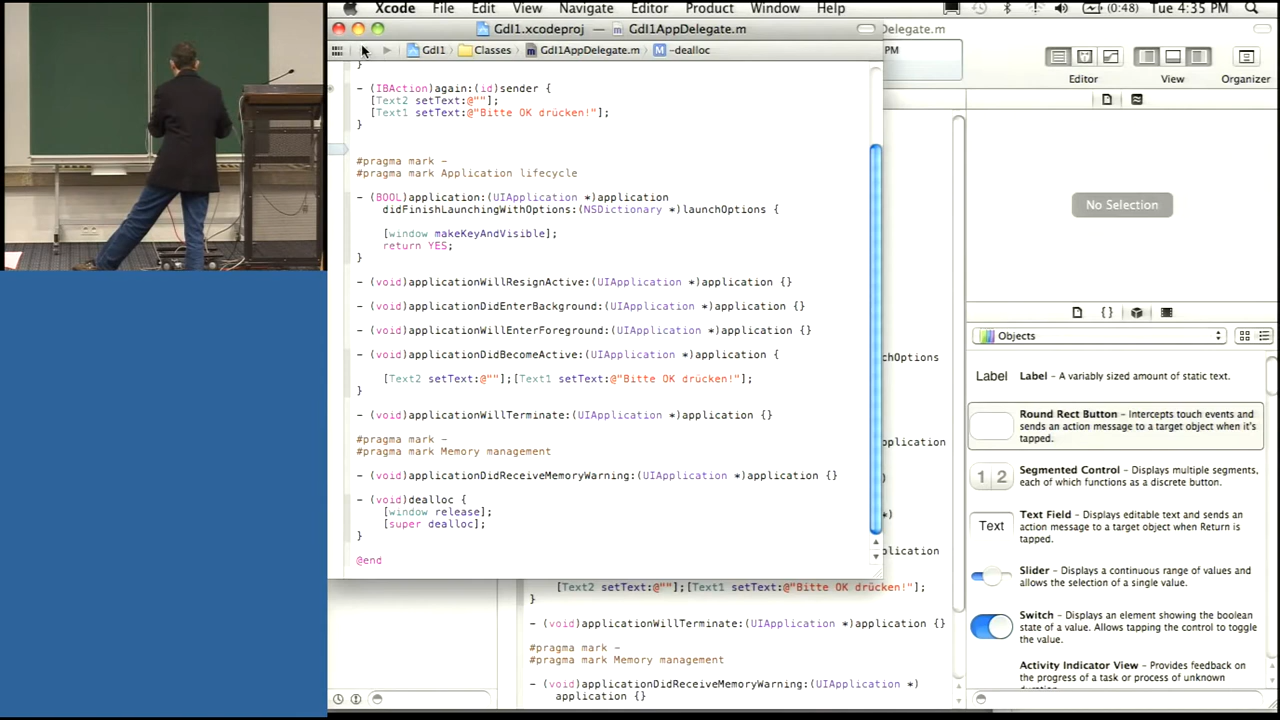 Xcode File Edit View Navigate Editor Product Window Help (0:48) Tue 4:35 PM
GdI1.xcodeproj — GdI1AppDelegate.m
GdI1 Classes GdI1AppDelegate.m M -dealloc
}
- (IBAction)again:(id)sender {
[Text2 setText:@""];
[Text1 setText:@"Bitte OK drücken!"];
}
#pragma mark -
#pragma mark Application lifecycle
- (BOOL)application:(UIApplication *)application
didFinishLaunchingWithOptions:(NSDictionary *)launchOptions {
[window makeKeyAndVisible];
return YES;
}
- (void)applicationWillResignActive:(UIApplication *)application {}
- (void)applicationDidEnterBackground:(UIApplication *)application {}
- (void)applicationWillEnterForeground:(UIApplication *)application {}
- (void)applicationDidBecomeActive:(UIApplication *)application {
[Text2 setText:@""];[Text1 setText:@"Bitte OK drücken!"];
}
- (void)applicationWillTerminate:(UIApplication *)application {}
#pragma mark -
#pragma mark Memory management
- (void)applicationDidReceiveMemoryWarning:(UIApplication *)application {}
- (void)dealloc {
[window release];
[super dealloc];
}
@end
elegate.m
PM
chOptions
plication
)
*)
plication
[Text2 setText:@""];[Text1 setText:@"Bitte OK drücken!"];
}
- (void)applicationWillTerminate:(UIApplication *)application {}
#pragma mark -
#pragma mark Memory management
- (void)applicationDidReceiveMemoryWarning:(UIApplication *)
application {}
Editor View Organizer
No Selection
{ }
Objects
Label Label - A variably sized amount of static text.
Round Rect Button - Intercepts touch events and
sends an action message to a target object when it's
tapped.
1 2 Segmented Control - Displays multiple segments,
each of which functions as a discrete button.
Text Text Field - Displays editable text and sends an
action message to a target object when Return is
tapped.
Slider - Displays a continuous range of values and
allows the selection of a single value.
Switch - Displays an element showing the boolean
state of a value. Allows tapping the control to toggle
the value.
Activity Indicator View - Provides feedback on
the progress of a task or process of unknown